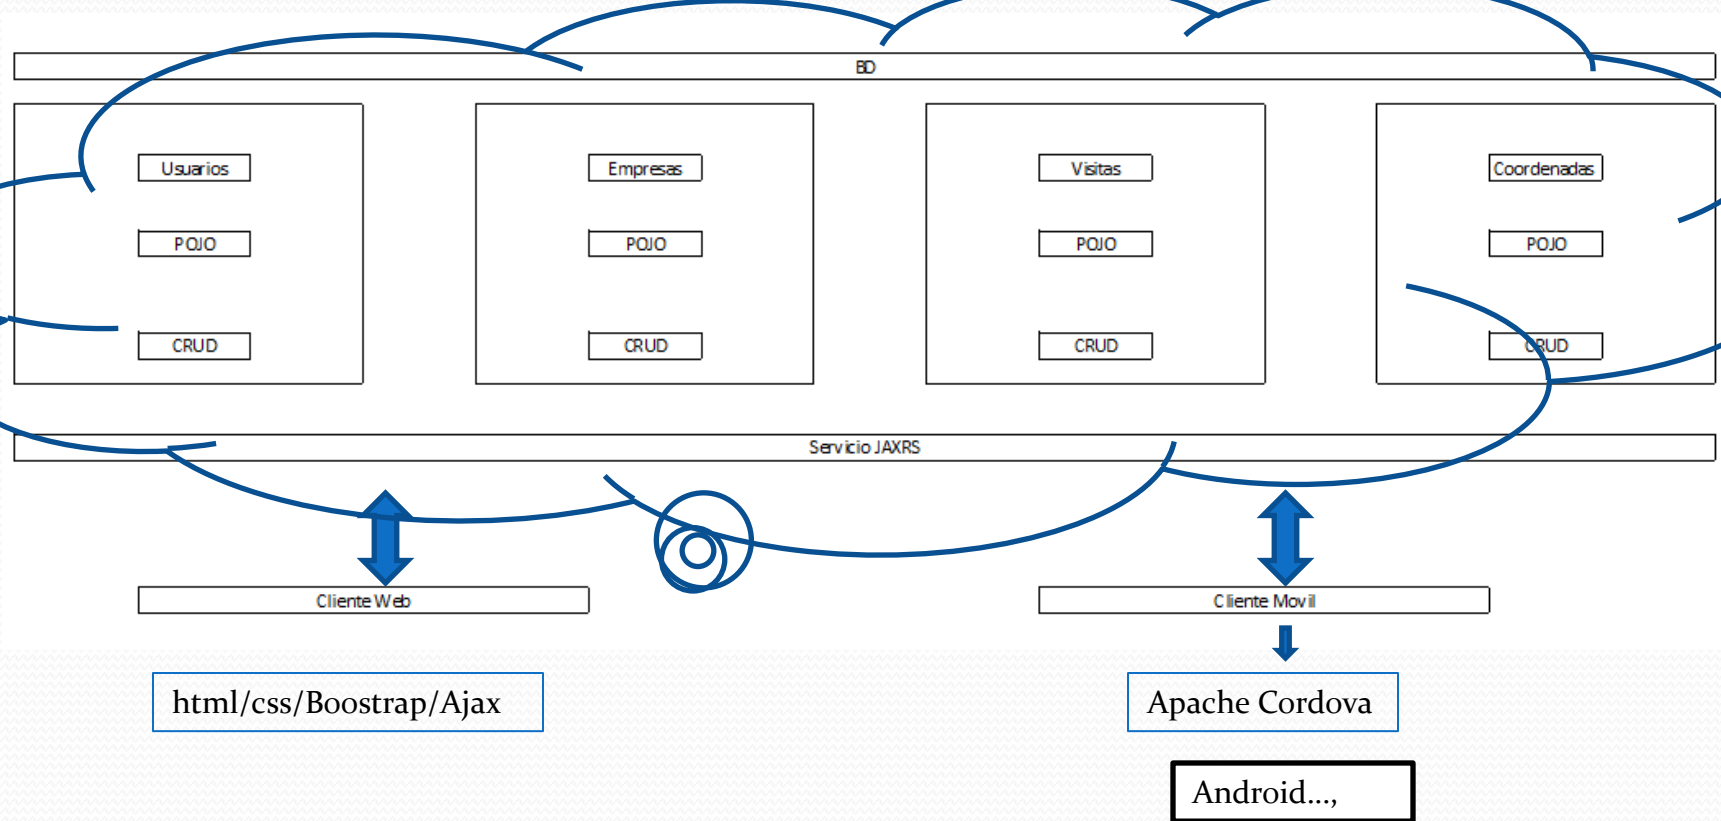 BD
Usuarios
Empresas
Visitas
Coordenadas
POJO
POJO
POJO
POJO
CRUD
CRUD
CRUD
CRUD
Servicio JAXRS
Cliente Web
Cliente Movil
html/css/Boostrap/Ajax
Apache Cordova
Android...,